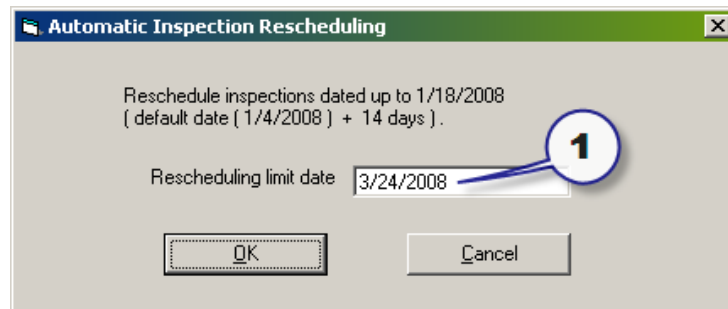 Automatic Inspection Rescheduling
Reschedule inspections dated up to 1/18/2008
( default date ( 1/4/2008 ) + 14 days ) .
1
Rescheduling limit date 3/24/2008
OK Cancel